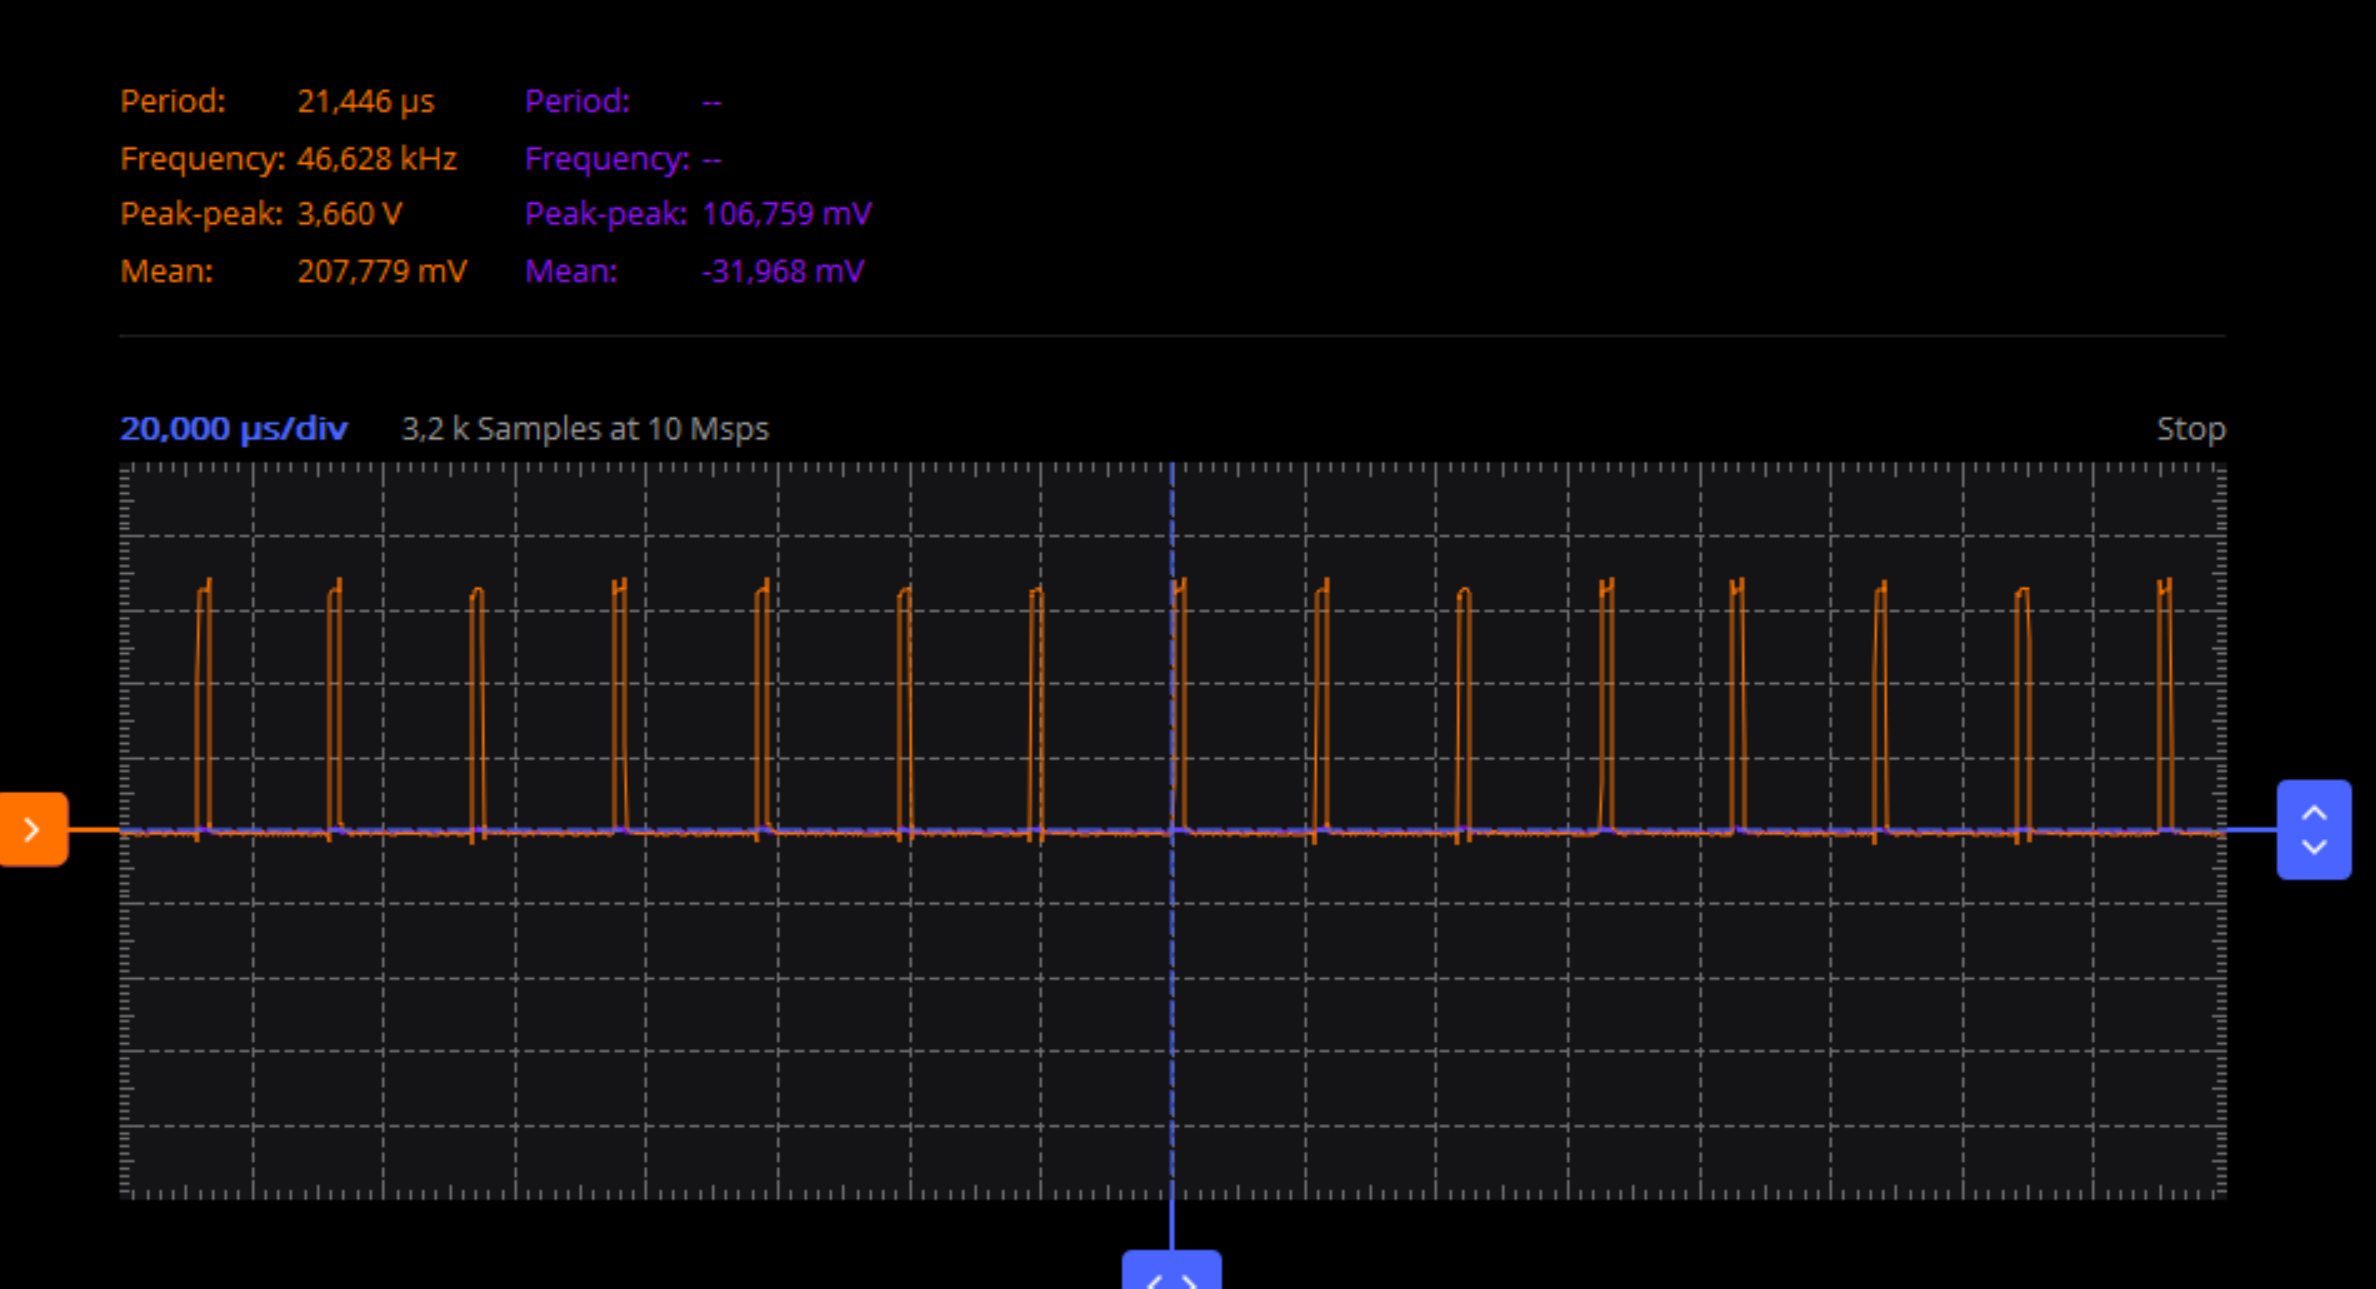 Period: 21,446 µs Period: --
Frequency: 46,628 kHz Frequency: --
Peak-peak: 3,660 V Peak-peak: 106,759 mV
Mean: 207,779 mV Mean: -31,968 mV
20,000 µs/div 3,2 k Samples at 10 Msps Stop